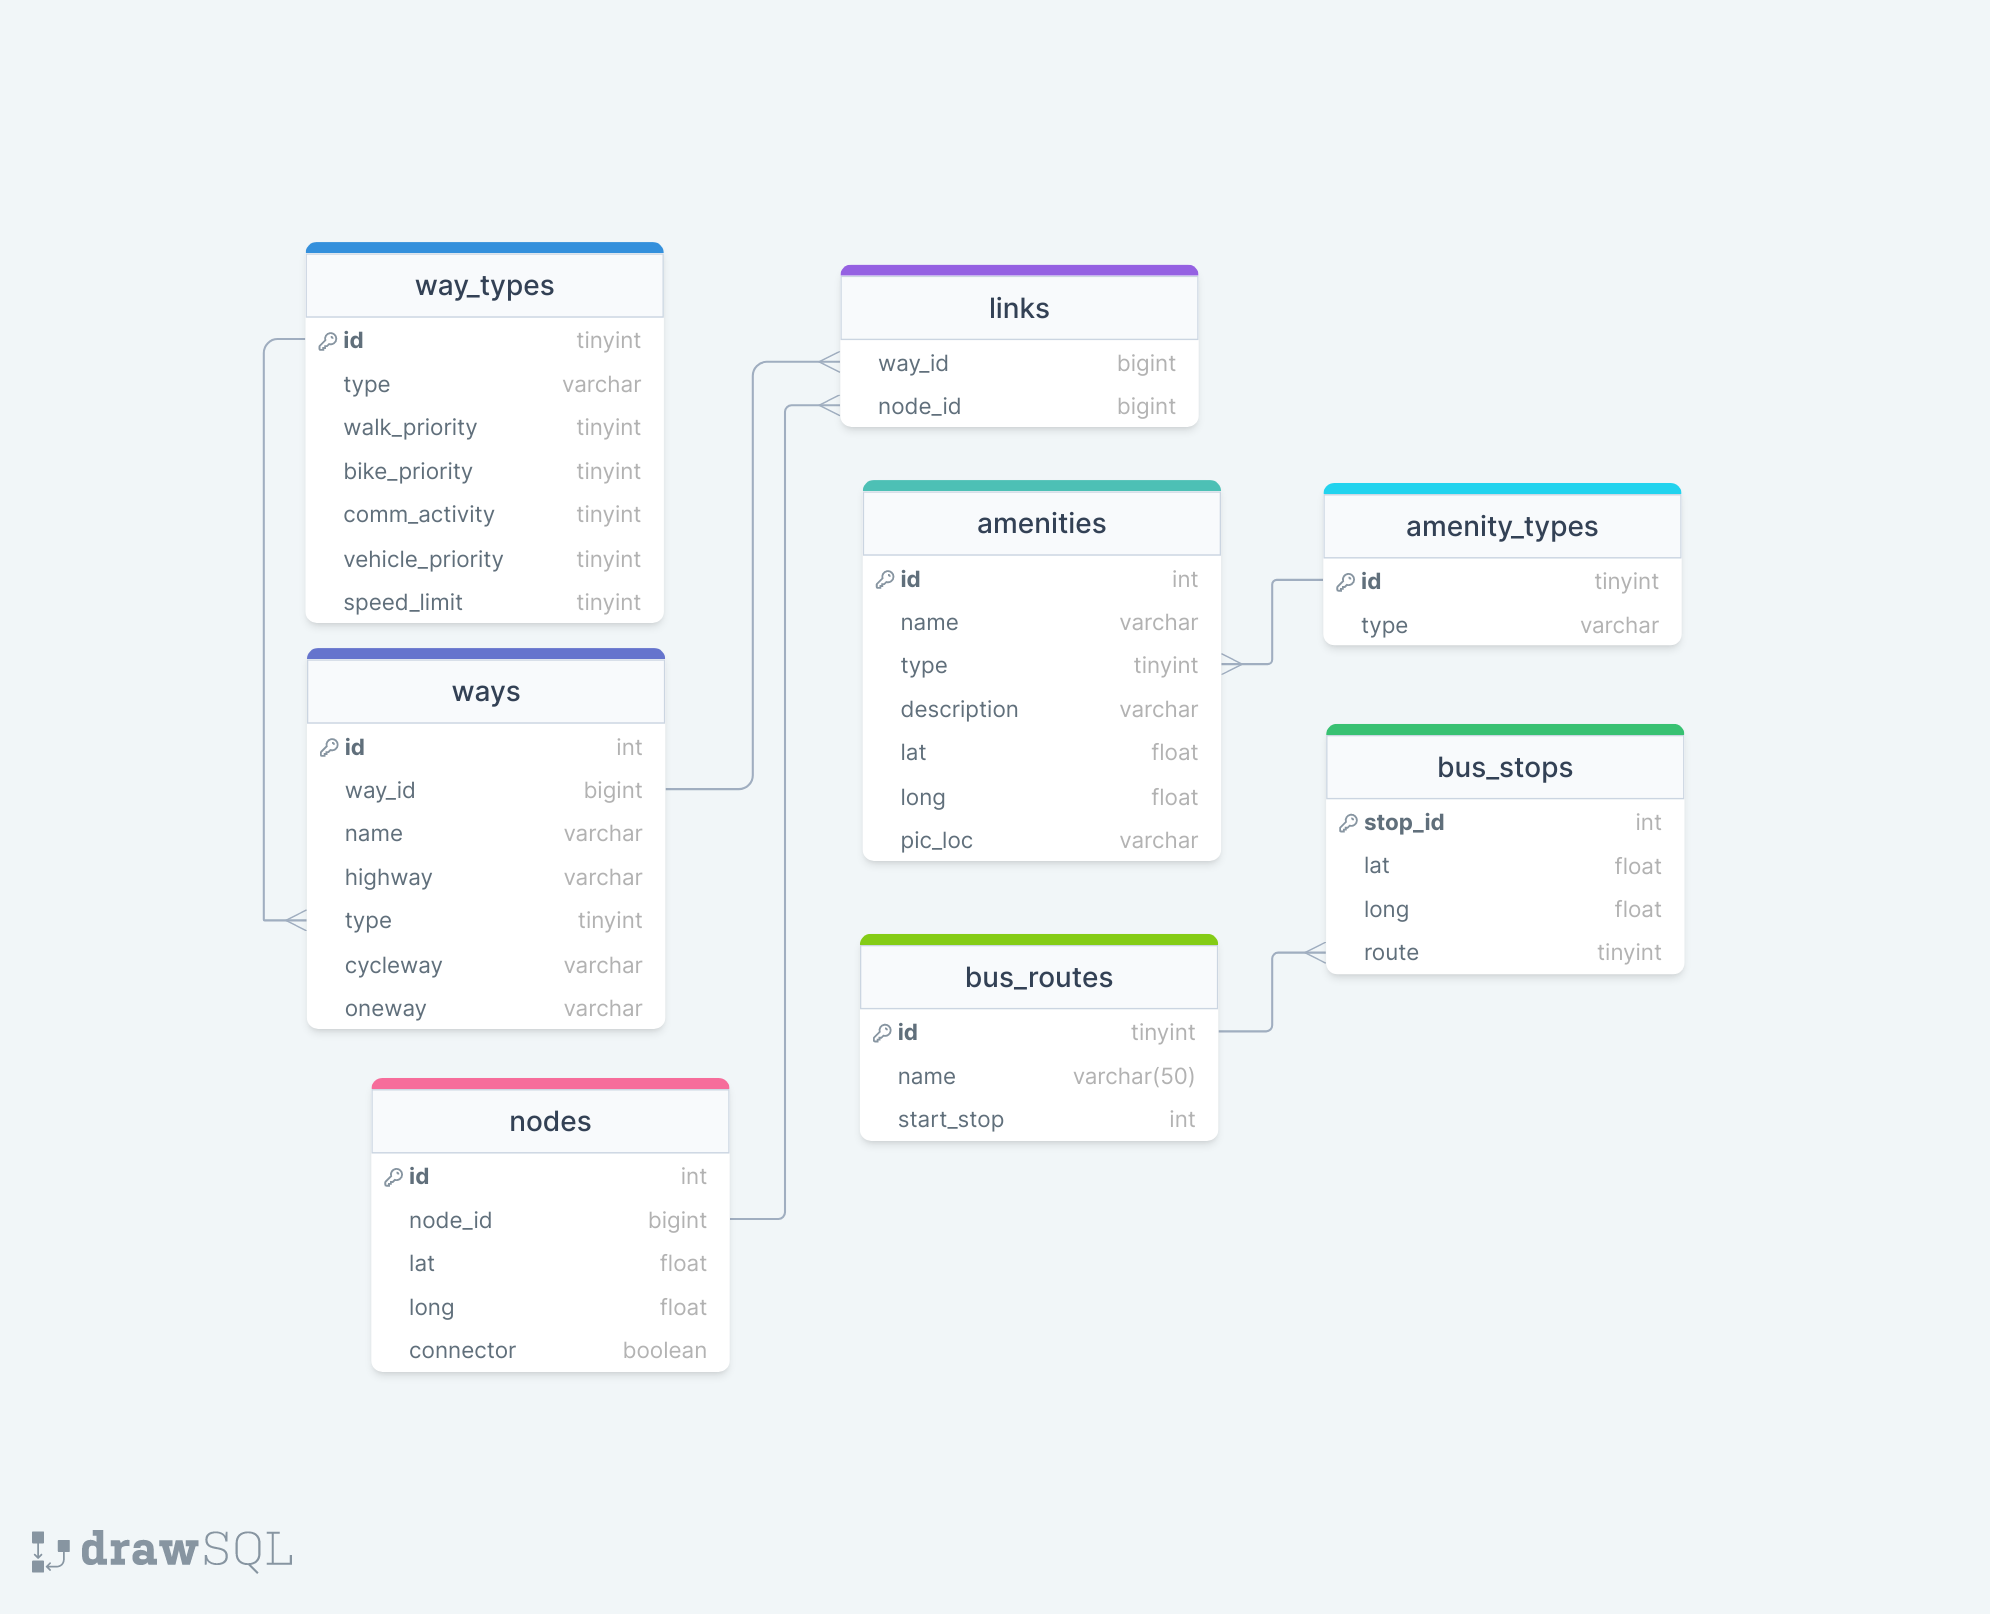 way_types
id tinyint
type varchar
walk_priority tinyint
bike_priority tinyint
comm_activity tinyint
vehicle_priority tinyint
speed_limit tinyint
ways
id int
way_id bigint
name varchar
highway varchar
type tinyint
cycleway varchar
oneway varchar
nodes
id int
node_id bigint
lat float
long float
connector boolean
links
way_id bigint
node_id bigint
amenities
id int
name varchar
type tinyint
description varchar
lat float
long float
pic_loc varchar
bus_routes
id tinyint
name varchar(50)
start_stop int
amenity_types
id tinyint
type varchar
bus_stops
stop_id int
lat float
long float
route tinyint
drawSQL